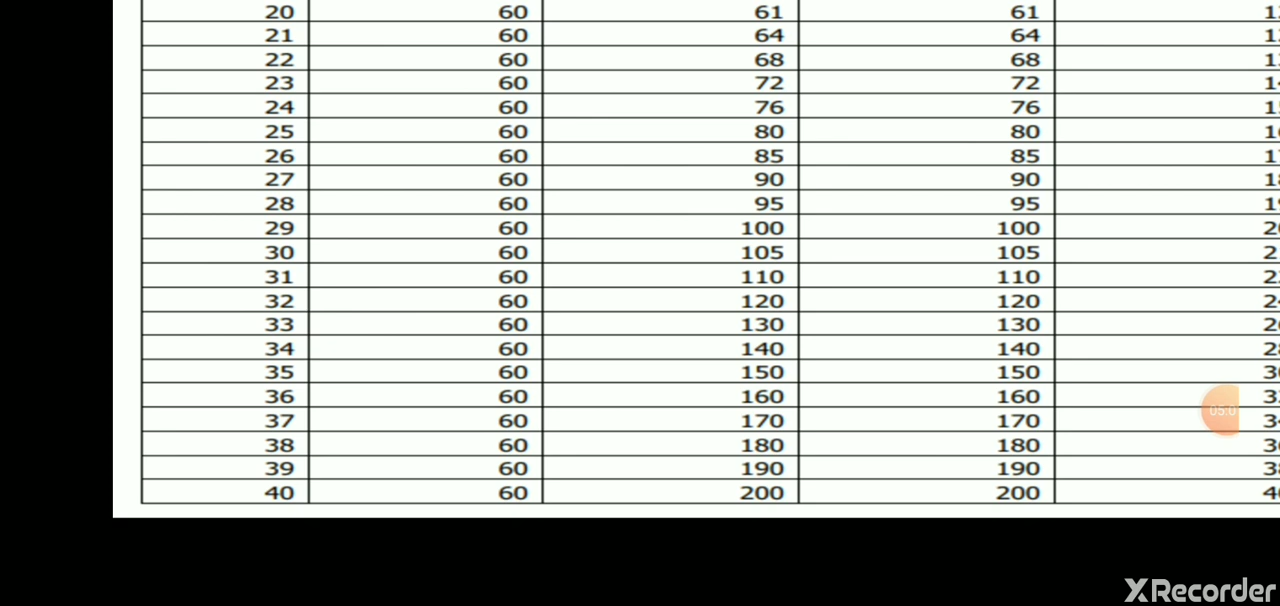 20 60 61 61
21 60 64 64
22 60 68 68
23 60 72 72
24 60 76 76
25 60 80 80
26 60 85 85
27 60 90 90
28 60 95 95
29 60 100 100
30 60 105 105
31 60 110 110
32 60 120 120
33 60 130 130
34 60 140 140
35 60 150 150
36 60 160 160
37 60 170 170
38 60 180 180
39 60 190 190
40 60 200 200
XRecorder